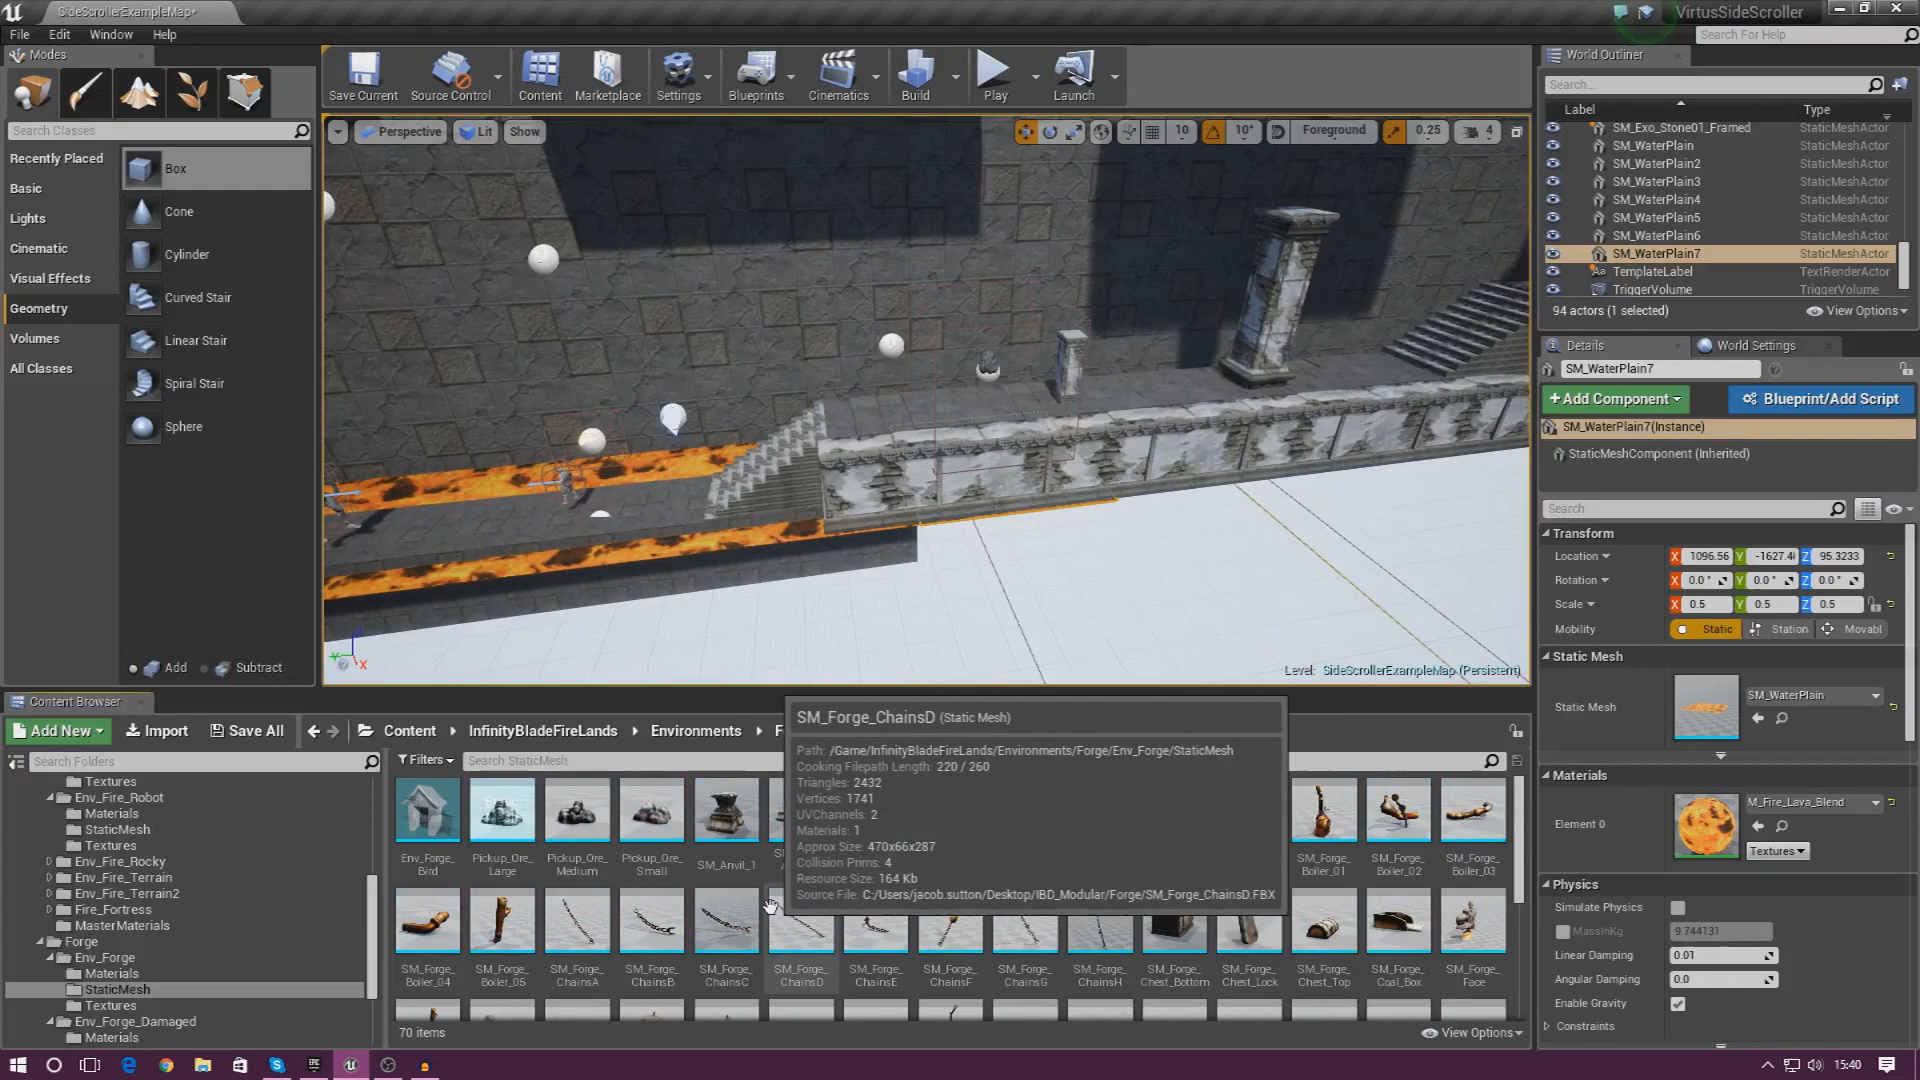 SideScrollerExampleMap*
VirtusSideScroller
File Edit Window Help
Search For Help
Modes
Search Classes
Recently Placed
Basic
Lights
Cinematic
Visual Effects
Geometry
Volumes
All Classes
Box
Cone
Cylinder
Curved Stair
Linear Stair
Spiral Stair
Sphere
Add Subtract
Save Current Source Control Content Marketplace Settings Blueprints Cinematics Build Play Launch
Perspective Lit Show
10 10° Foreground 0.25 4
Level: SideScrollerExampleMap (Persistent)
World Outliner
Search...
Label Type
SM_Exo_Stone01_Framed StaticMeshActor
SM_WaterPlain StaticMeshActor
SM_WaterPlain2 StaticMeshActor
SM_WaterPlain3 StaticMeshActor
SM_WaterPlain4 StaticMeshActor
SM_WaterPlain5 StaticMeshActor
SM_WaterPlain6 StaticMeshActor
SM_WaterPlain7 StaticMeshActor
TemplateLabel TextRenderActor
TriggerVolume TriggerVolume
94 actors (1 selected) View Options
Details World Settings
SM_WaterPlain7
+Add Component Blueprint/Add Script
SM_WaterPlain7(Instance)
StaticMeshComponent (Inherited)
Search
Transform
Location X 1096.56 Y -1627.4 Z 95.3233
Rotation X 0.0° Y 0.0° Z 0.0°
Scale X 0.5 Y 0.5 Z 0.5
Mobility Static Station Movabl
Static Mesh
Static Mesh SM_WaterPlain
Materials
Element 0 M_Fire_Lava_Blend
Textures
Physics
Simulate Physics
MassInKg 9.744131
Linear Damping 0.01
Angular Damping 0.0
Enable Gravity
Constraints
Content Browser
Add New Import Save All Content InfinityBladeFireLands Environments F
Search Folders
Filters Search StaticMesh
Textures
Env_Fire_Robot
Materials
StaticMesh
Textures
Env_Fire_Rocky
Env_Fire_Terrain
Env_Fire_Terrain2
Fire_Fortress
MasterMaterials
Forge
Env_Forge
Materials
StaticMesh
Textures
Env_Forge_Damaged
Materials
SM_Forge_ChainsD (Static Mesh)
Path: /Game/InfinityBladeFireLands/Environments/Forge/Env_Forge/StaticMesh
Cooking Filepath Length: 220 / 260
Triangles: 2432
Vertices: 1741
UVChannels: 2
Materials: 1
Approx Size: 470x66x287
Collision Prims: 4
Resource Size: 164 Kb
Source File: C:/Users/jacob.sutton/Desktop/IBD_Modular/Forge/SM_Forge_ChainsD.FBX
Env_Forge_Bird Pickup_Ore_Large Pickup_Ore_Medium Pickup_Ore_Small SM_Anvil_1 SM_Forge_Boiler_01 SM_Forge_Boiler_02 SM_Forge_Boiler_03
SM_Forge_Boiler_04 SM_Forge_Boiler_05 SM_Forge_ChainsA SM_Forge_ChainsB SM_Forge_ChainsC SM_Forge_ChainsD SM_Forge_ChainsE SM_Forge_ChainsF SM_Forge_ChainsG SM_Forge_ChainsH SM_Forge_Chest_Bottom SM_Forge_Chest_Lock SM_Forge_Chest_Top SM_Forge_Coal_Box SM_Forge_Face
70 items View Options
15:40